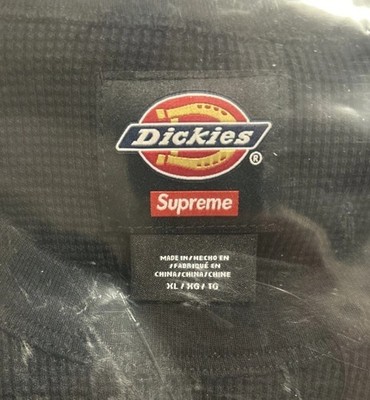 Dickies
®
Supreme
MADE IN/HECHO EN
/FABRIQUÉ EN
CHINA/CHINA/CHINE
XL / XG / TG